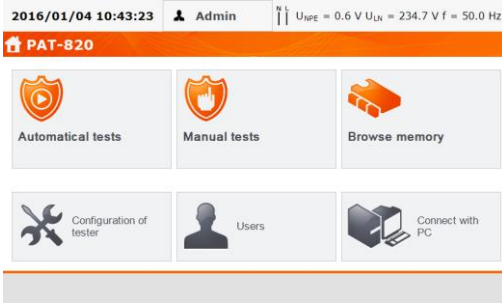 2016/01/04 10:43:23 Admin N L UNPE = 0.6 V ULN = 234.7 V f = 50.0 Hz
PAT-820
Automatical tests Manual tests Browse memory
Configuration of tester Users Connect with PC